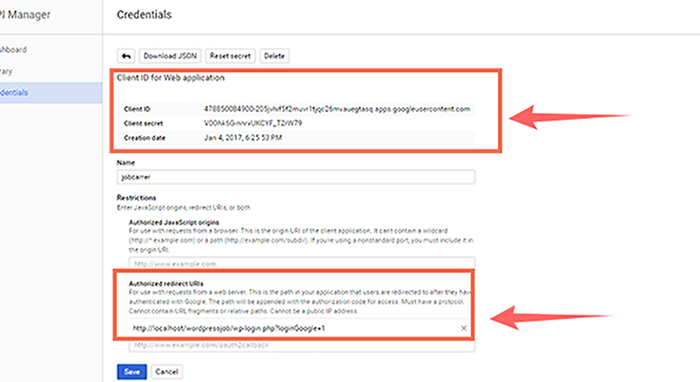 PI Manager
Credentials
shboard
rary
edentials
Download JSON
Reset secret
Delete
Client ID for Web application
Client ID
Client secret
Creation date
Jan 4, 2017, 6:25:53 PM
Name
jobcarrer
Restrictions
Enter JavaScript origins, redirect URIs, or both
Authorized JavaScript origins
For use with requests from a browser. This is the origin URI of the client application. It can't contain a wildcard
(http://*.example.com) or a path (http://example.com/subdir). If you're using a nonstandard port, you must include it in
the origin URI.
http://www.example.com
Authorized redirect URIs
For use with requests from a web server. This is the path in your application that users are redirected to after they have
authenticated with Google. The path will be appended with the authorization code for access. Must have a protocol.
Cannot contain URL fragments or relative paths. Cannot be a public IP address.
http://localhost/wordpressjob/wp-login.php?loginGoogle=1
http://www.example.com/oauth2callback
Save
Cancel